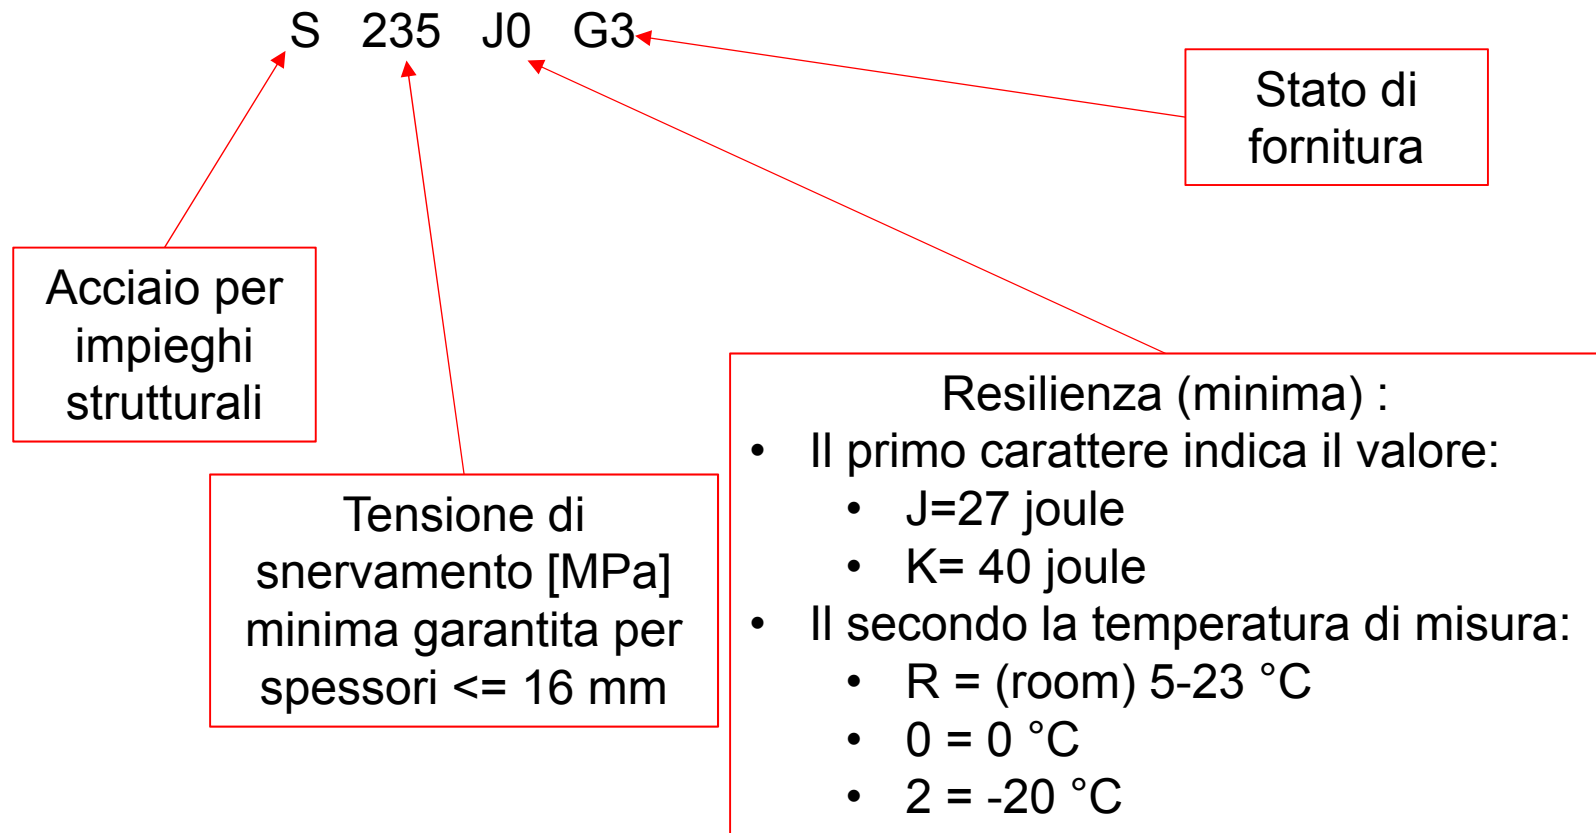 S 235 J0 G3
Stato di
fornitura
Acciaio per
impieghi
strutturali
Tensione di
snervamento [MPa]
minima garantita per
spessori <= 16 mm
Resilienza (minima) :
• Il primo carattere indica il valore:
• J=27 joule
• K= 40 joule
• Il secondo la temperatura di misura:
• R = (room) 5-23 °C
• 0 = 0 °C
• 2 = -20 °C